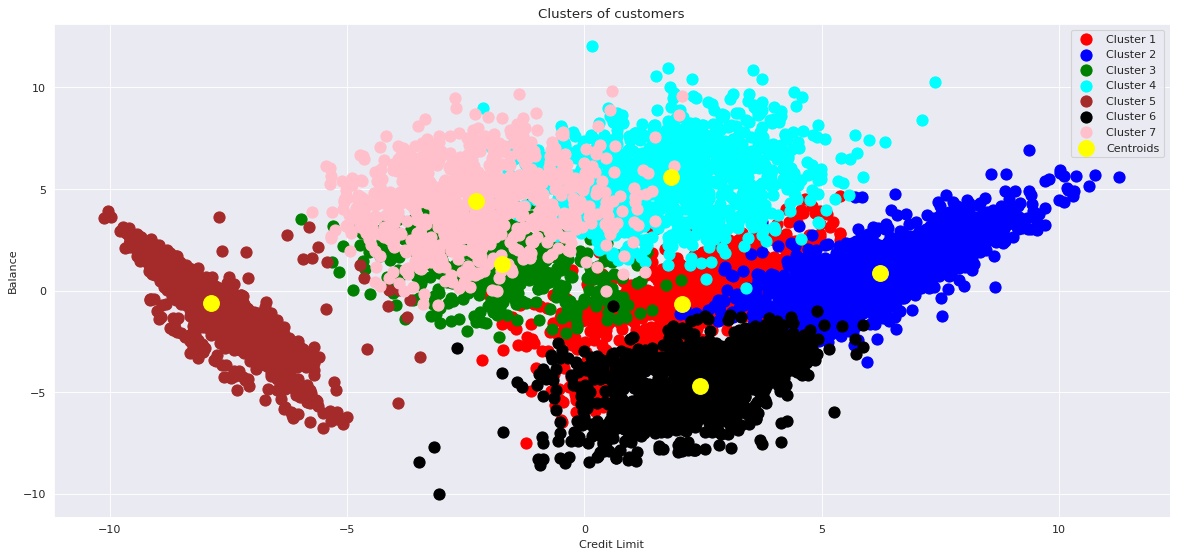 Clusters of customers
Cluster 1
Cluster 2
Cluster 3
Cluster 4
Cluster 5
Cluster 6
Cluster 7
Centroids
Balance
10
5
0
−5
−10
−10
−5
0
5
10
Credit Limit